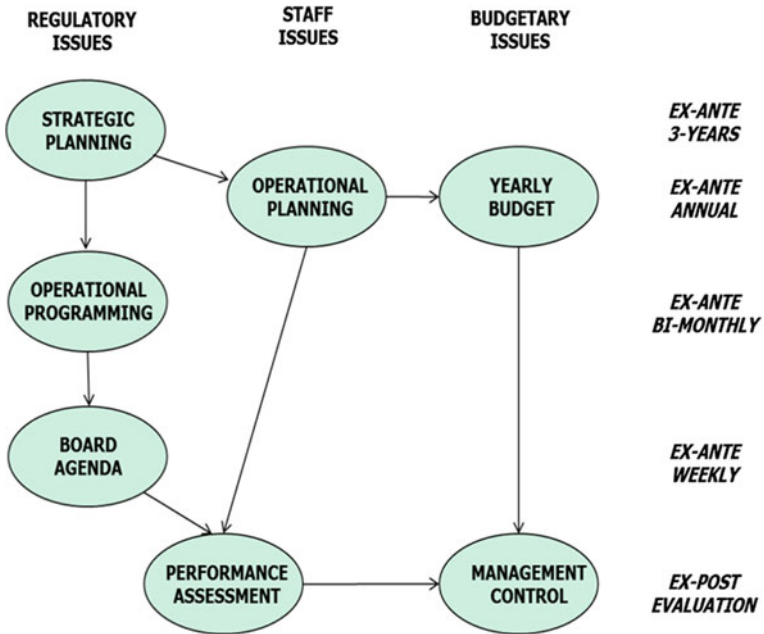 REGULATORY
ISSUES
STAFF
ISSUES
BUDGETARY
ISSUES
STRATEGIC
PLANNING
EX-ANTE
3-YEARS
OPERATIONAL
PLANNING
YEARLY
BUDGET
EX-ANTE
ANNUAL
OPERATIONAL
PROGRAMMING
EX-ANTE
BI-MONTHLY
BOARD
AGENDA
EX-ANTE
WEEKLY
PERFORMANCE
ASSESSMENT
MANAGEMENT
CONTROL
EX-POST
EVALUATION